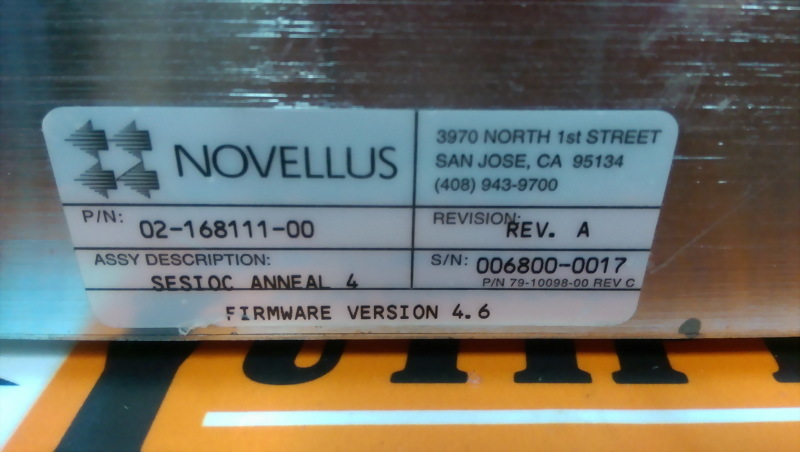 NOVELLUS
3970 NORTH 1st STREET
SAN JOSE, CA 95134
(408) 943-9700
P/N: 02-168111-00
REVISION: REV. A
ASSY DESCRIPTION:
SESIOC ANNEAL 4
S/N: 006800-0017
P/N 79-10098-00 REV C
FIRMWARE VERSION 4.6